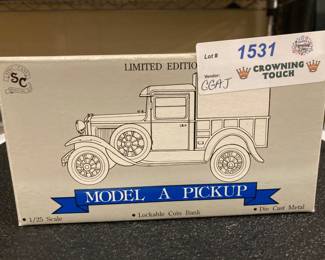 Lot #
1531
Vendor:
CGAJ
CROWNING
TOUCH
LIMITED EDITIO
SC
MODEL A PICKUP
• 1/25 Scale
• Lockable Coin Bank
• Die Cast Metal